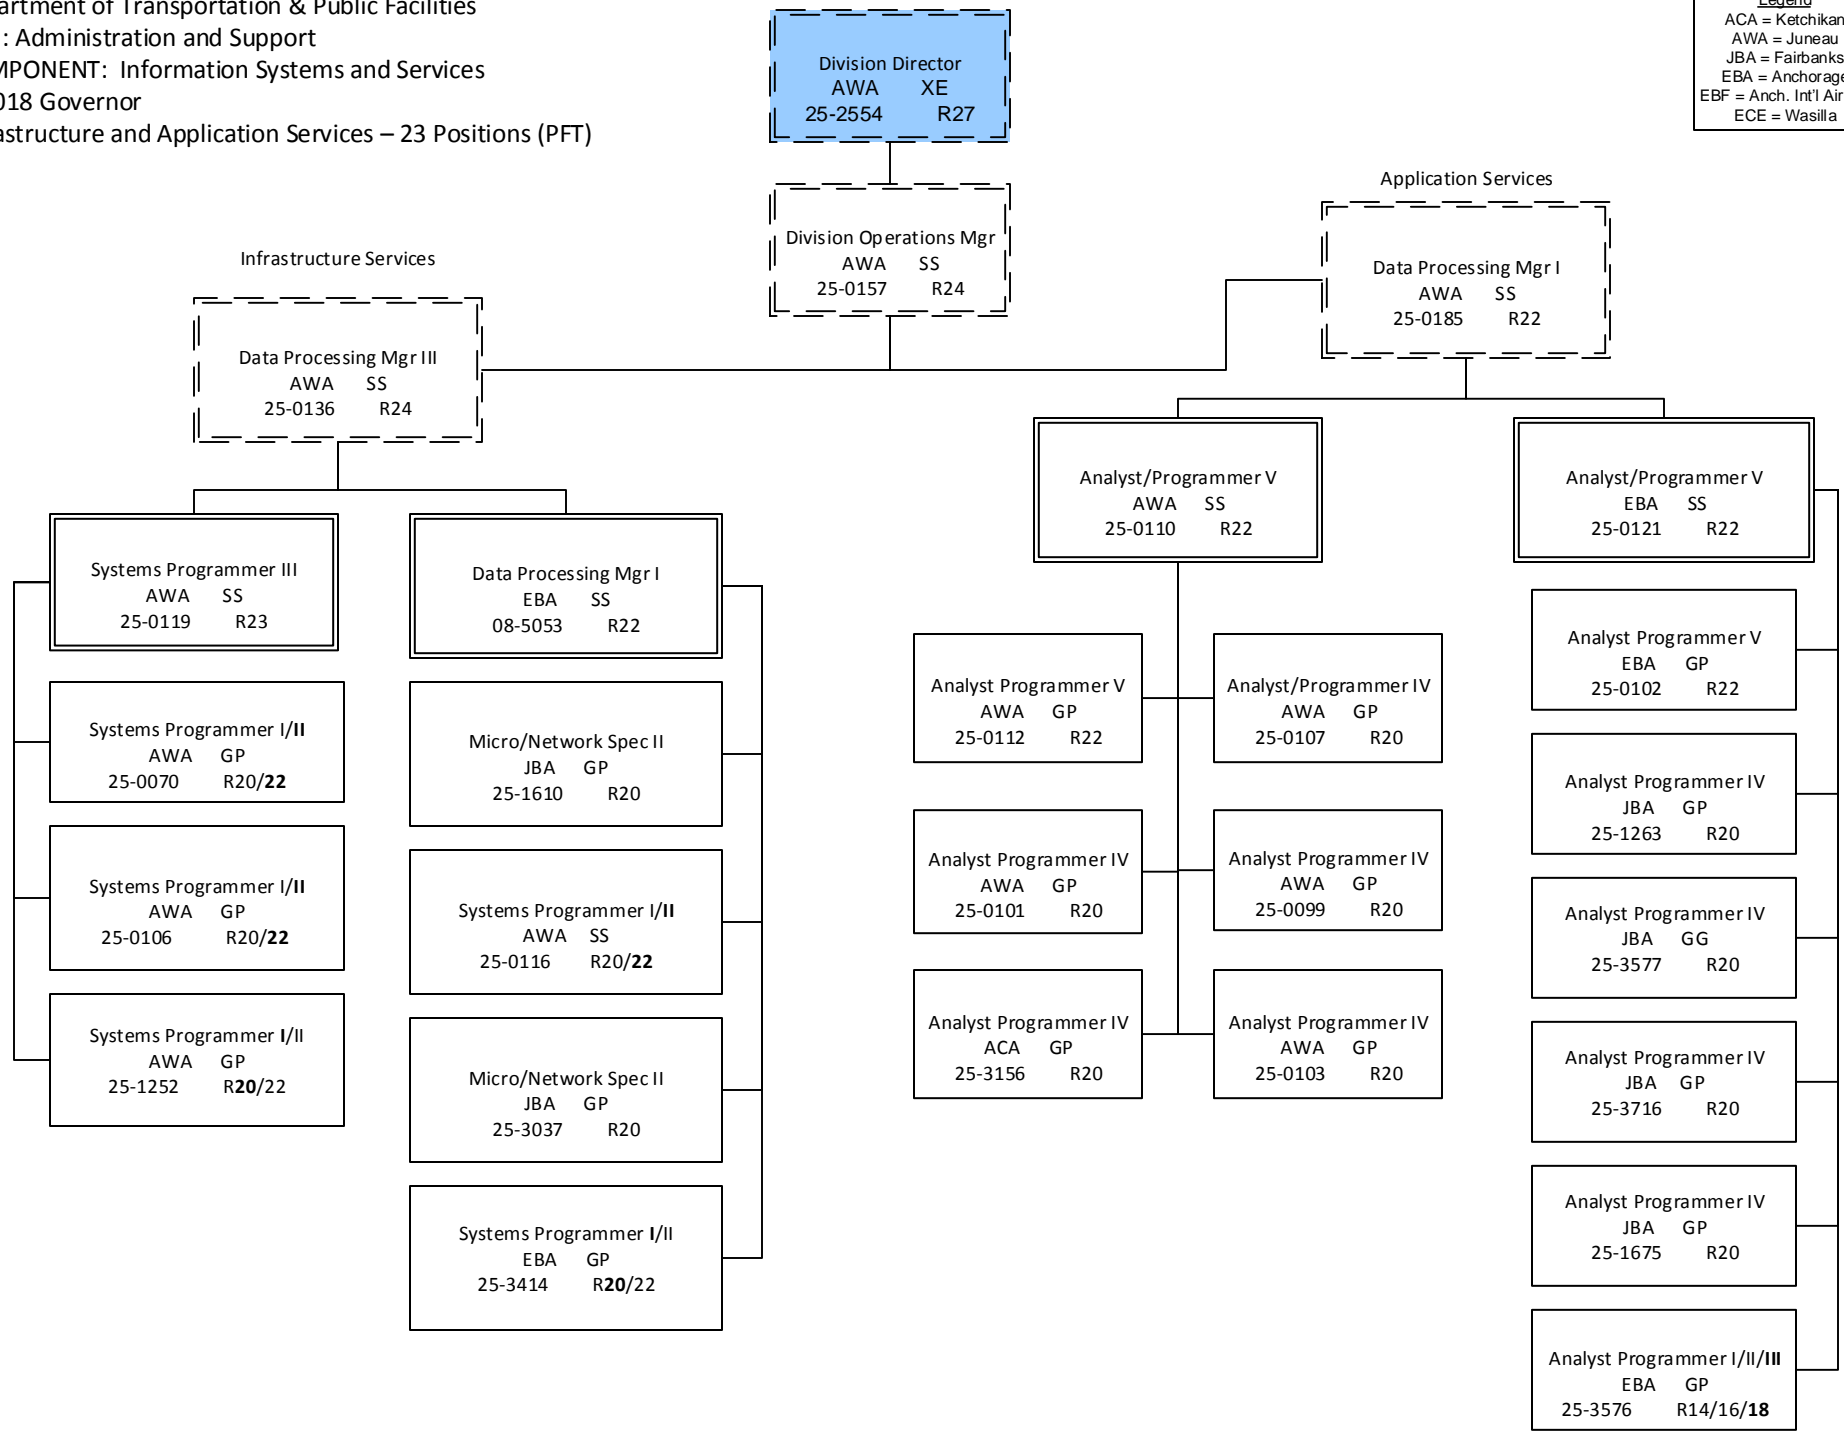 artment of Transportation & Public Facilities
: Administration and Support
MPONENT: Information Systems and Services
018 Governor
astructure and Application Services – 23 Positions (PFT)
Legend
ACA = Ketchikan
AWA = Juneau
JBA = Fairbanks
EBA = Anchorage
EBF = Anch. Int'l Air
ECE = Wasilla
Division Director
AWA XE
25-2554 R27
Division Operations Mgr
AWA SS
25-0157 R24
Infrastructure Services
Data Processing Mgr III
AWA SS
25-0136 R24
Application Services
Data Processing Mgr I
AWA SS
25-0185 R22
Systems Programmer III
AWA SS
25-0119 R23
Systems Programmer I/II
AWA GP
25-0070 R20/22
Systems Programmer I/II
AWA GP
25-0106 R20/22
Systems Programmer I/II
AWA GP
25-1252 R20/22
Data Processing Mgr I
EBA SS
08-5053 R22
Micro/Network Spec II
JBA GP
25-1610 R20
Systems Programmer I/II
AWA SS
25-0116 R20/22
Micro/Network Spec II
JBA GP
25-3037 R20
Systems Programmer I/II
EBA GP
25-3414 R20/22
Analyst/Programmer V
AWA SS
25-0110 R22
Analyst Programmer V
AWA GP
25-0112 R22
Analyst/Programmer IV
AWA GP
25-0107 R20
Analyst Programmer IV
AWA GP
25-0101 R20
Analyst Programmer IV
AWA GP
25-0099 R20
Analyst Programmer IV
ACA GP
25-3156 R20
Analyst Programmer IV
AWA GP
25-0103 R20
Analyst/Programmer V
EBA SS
25-0121 R22
Analyst Programmer V
EBA GP
25-0102 R22
Analyst Programmer IV
JBA GP
25-1263 R20
Analyst Programmer IV
JBA GG
25-3577 R20
Analyst Programmer IV
JBA GP
25-3716 R20
Analyst Programmer IV
JBA GP
25-1675 R20
Analyst Programmer I/II/III
EBA GP
25-3576 R14/16/18